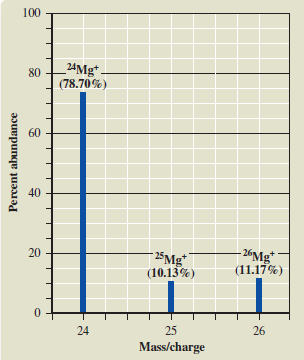 100
80
60
40
20
0
Percent abundance
²⁴Mg⁺
(78.70%)
²⁵Mg⁺
(10.13%)
²⁶Mg⁺
(11.17%)
24 25 26
Mass/charge